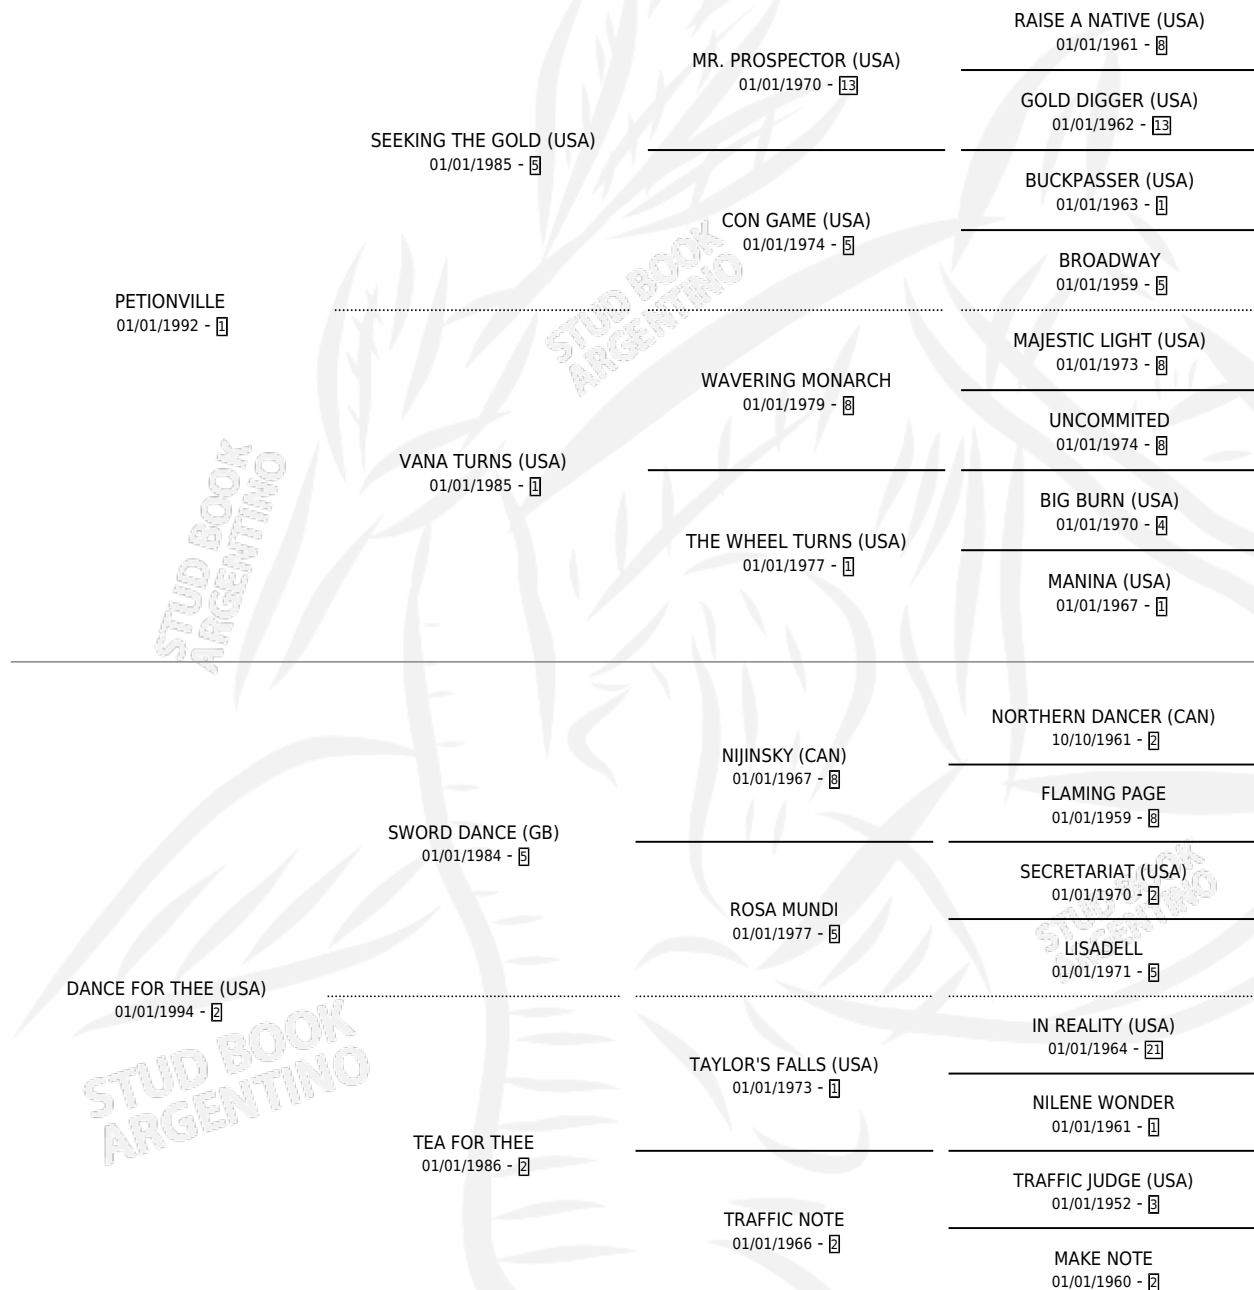 RAISE A NATIVE (USA)
01/01/1961 - 8
MR. PROSPECTOR (USA)
01/01/1970 - 13
GOLD DIGGER (USA)
01/01/1962 - 13
SEEKING THE GOLD (USA)
01/01/1985 - 5
BUCKPASSER (USA)
01/01/1963 - 1
CON GAME (USA)
01/01/1974 - 5
BROADWAY
01/01/1959 - 5
PETIONVILLE
01/01/1992 - 1
MAJESTIC LIGHT (USA)
01/01/1973 - 8
WAVERING MONARCH
01/01/1979 - 8
UNCOMMITED
01/01/1974 - 8
VANA TURNS (USA)
01/01/1985 - 1
BIG BURN (USA)
01/01/1970 - 4
THE WHEEL TURNS (USA)
01/01/1977 - 1
MANINA (USA)
01/01/1967 - 1
NORTHERN DANCER (CAN)
10/10/1961 - 2
NIJINSKY (CAN)
01/01/1967 - 8
FLAMING PAGE
01/01/1959 - 8
SWORD DANCE (GB)
01/01/1984 - 5
SECRETARIAT (USA)
01/01/1970 - 2
ROSA MUNDI
01/01/1977 - 5
LISADELL
01/01/1971 - 5
DANCE FOR THEE (USA)
01/01/1994 - 2
IN REALITY (USA)
01/01/1964 - 21
TAYLOR'S FALLS (USA)
01/01/1973 - 1
NILENE WONDER
01/01/1961 - 1
TEA FOR THEE
01/01/1986 - 2
TRAFFIC JUDGE (USA)
01/01/1952 - 3
TRAFFIC NOTE
01/01/1966 - 2
MAKE NOTE
01/01/1960 - 2
STUD BOOK
ARGENTINO
STUD BOOK
ARGENTINO
STUD BOOK
ARGENTINO
STUD BOOK
ARGENTINO